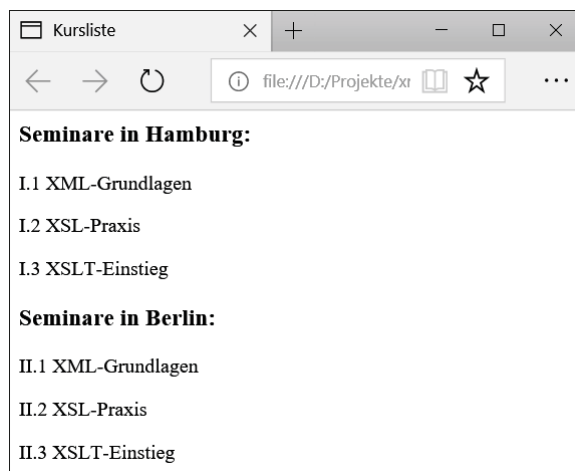 Kursliste
file:///D:/Projekte/xr
Seminare in Hamburg:
I.1 XML-Grundlagen
I.2 XSL-Praxis
I.3 XSLT-Einstieg
Seminare in Berlin:
II.1 XML-Grundlagen
II.2 XSL-Praxis
II.3 XSLT-Einstieg